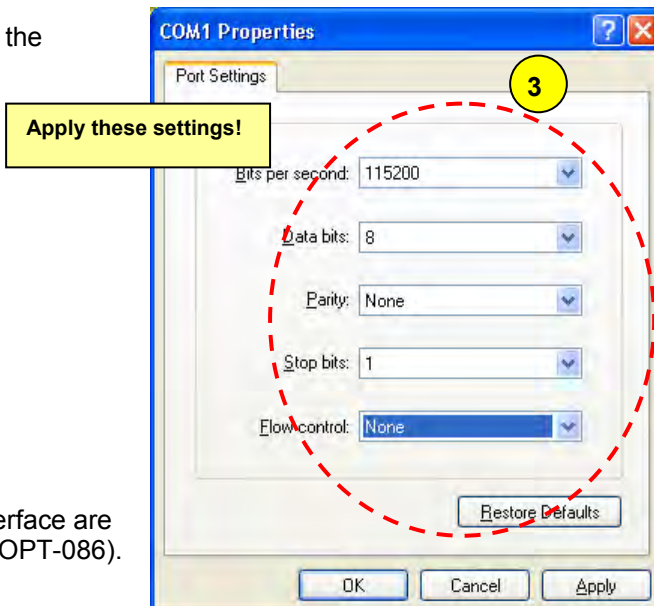 the
COM1 Properties
Port Settings
3
Apply these settings!
Bits per second: 115200
Data bits: 8
Parity: None
Stop bits: 1
Flow control: None
Restore Defaults
erface are
OPT-086).
OK Cancel Apply